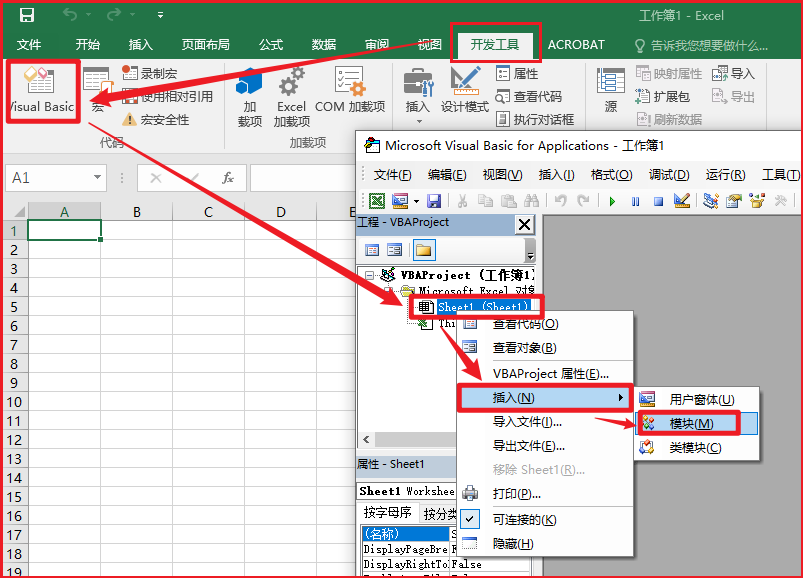 工作簿1 - Excel
文件 开始 插入 页面布局 公式 数据 审阅 视图 开发工具 ACROBAT 告诉我您想要做什么...
Visual Basic 宏
录制宏
使用相对引用
宏安全性
代码
加载项
Excel 加载项
COM 加载项
加载项
插入
设计模式
属性
查看代码
执行对话框
源
映射属性
扩展包
刷新数据
导入
导出
A1
fx
A B C D E
1
2
3
4
5
6
7
8
9
10
11
12
13
14
15
16
17
18
19
Microsoft Visual Basic for Applications - 工作簿1
文件(F) 编辑(E) 视图(V) 插入(I) 格式(O) 调试(D) 运行(R) 工具(T)
工程 - VBAProject
VBAProject (工作簿1)
Microsoft Excel 对象
Sheet1 (Sheet1)
Thi
查看代码(O)
查看对象(B)
VBAProject 属性(E)...
插入(N)
导入文件(I)...
导出文件(E)...
移除 Sheet1(R)...
打印(P)...
可连接的(K)
隐藏(H)
用户窗体(U)
模块(M)
类模块(C)
属性 - Sheet1
Sheet1 Workshee
按字母序 按分类
(名称) S
DisplayPageBre
DisplayRightTo False